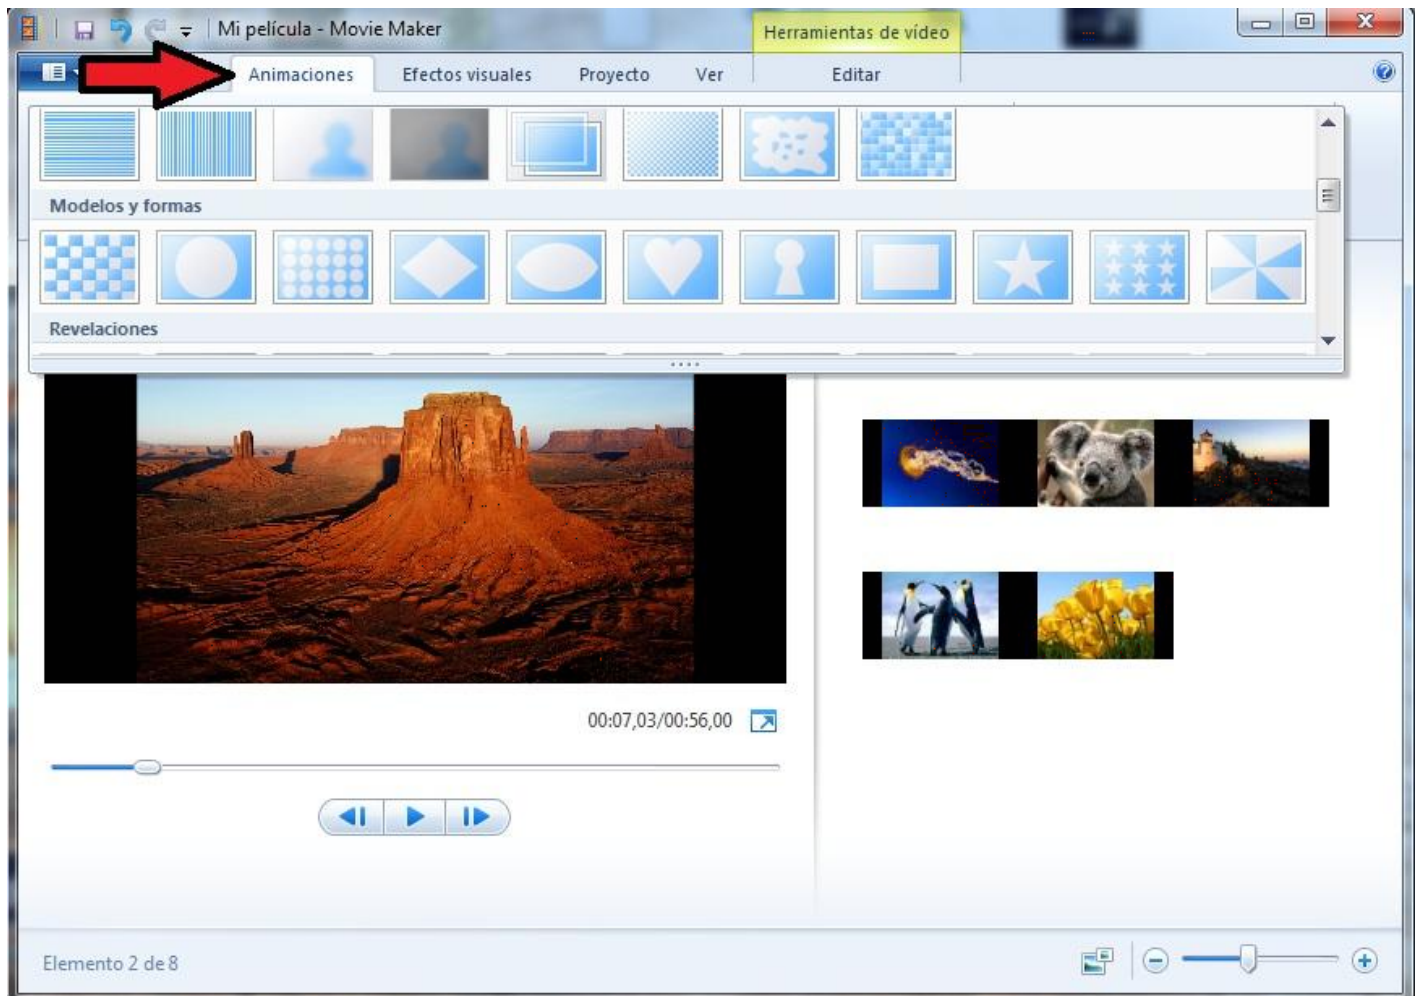 Mi película - Movie Maker
Herramientas de vídeo
Animaciones Efectos visuales Proyecto Ver Editar
Modelos y formas
Revelaciones
00:07,03/00:56,00
Elemento 2 de 8